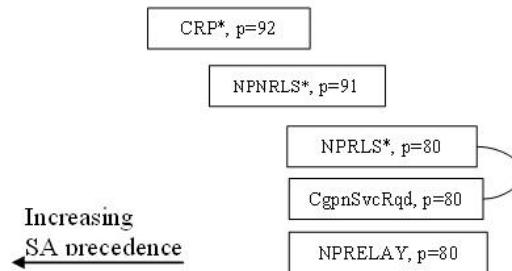 CRP*, p=92
NPNRLS*, p=91
NPRLS*, p=80
CgpnSvcRqd, p=80
NPRELAY, p=80
Increasing
SA precedence